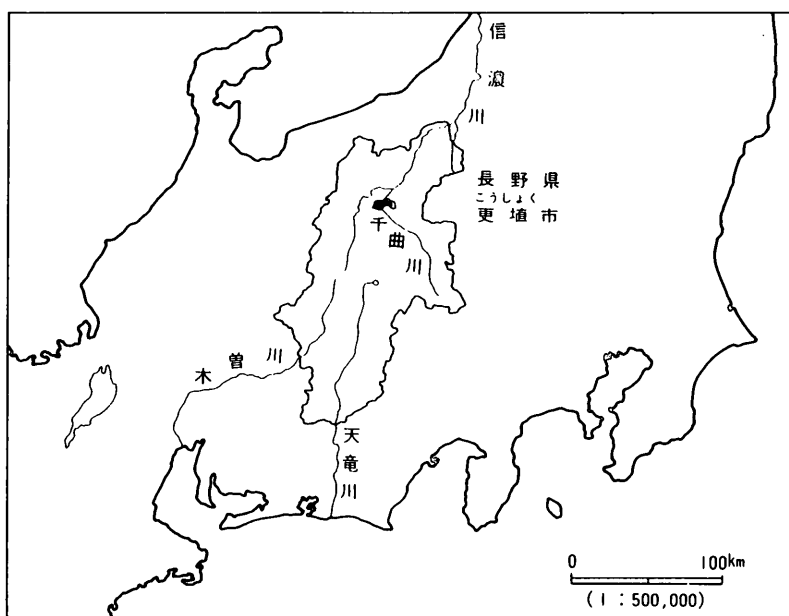 信濃川
長野県
こうしょく
更埴市
千曲川
木曽川
天竜川
0 100km
(1:500,000)